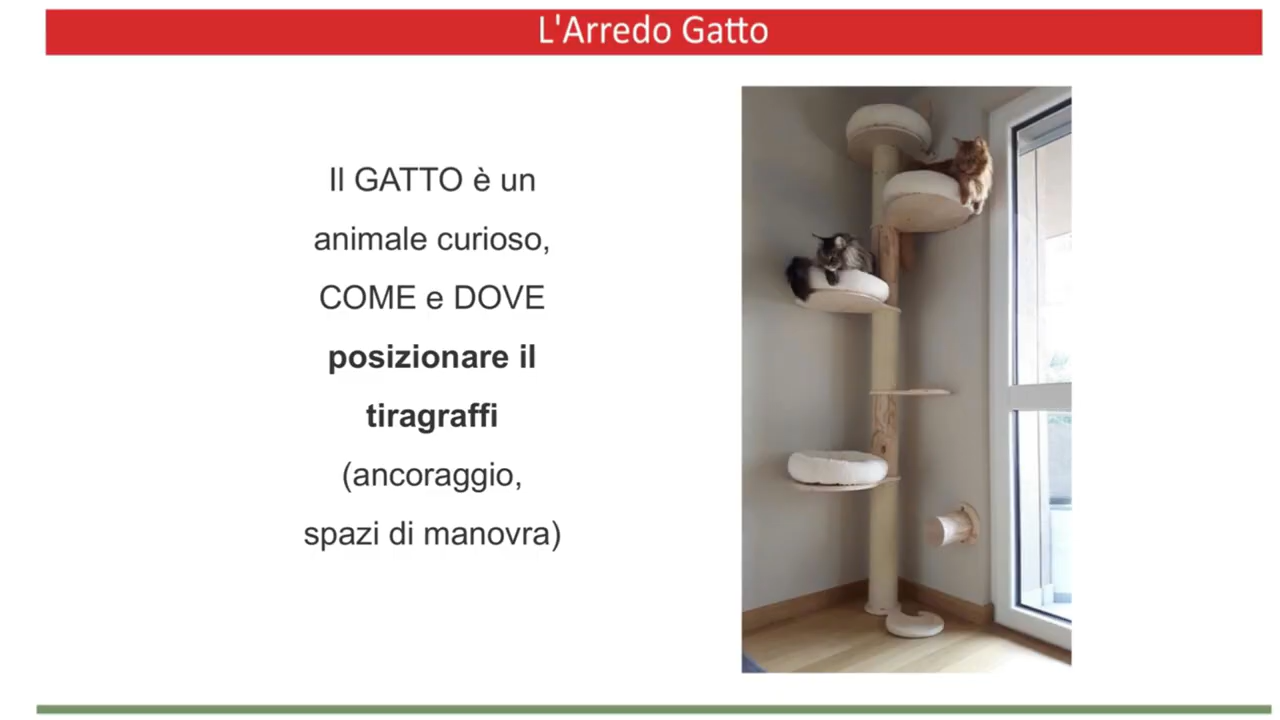 L'Arredo Gatto
Il GATTO è un
animale curioso,
COME e DOVE
posizionare il
tiragraffi
(ancoraggio,
spazi di manovra)